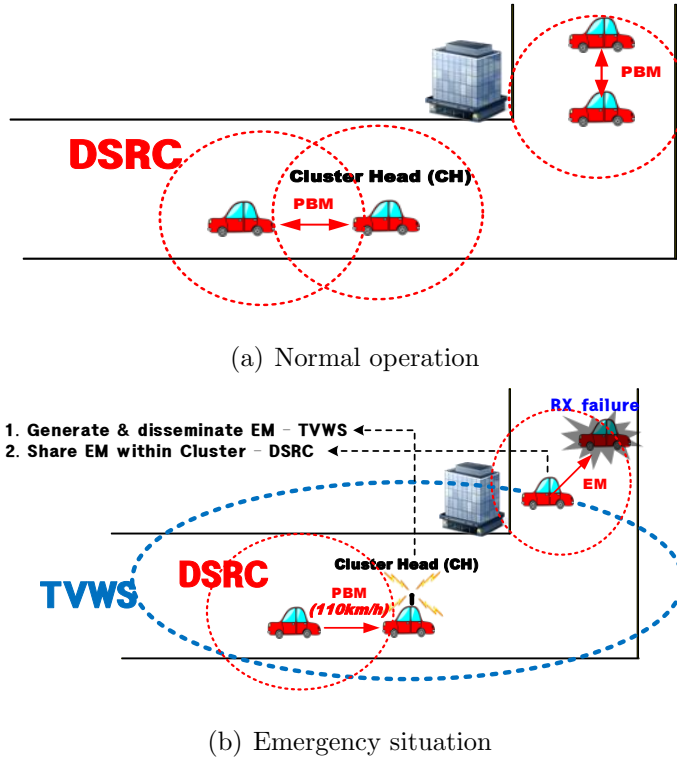 PBM
DSRC
Cluster Head (CH)
PBM
(a) Normal operation
RX failure
1. Generate & disseminate EM – TVWS
2. Share EM within Cluster – DSRC
EM
Cluster Head (CH)
DSRC
TVWS
PBM
(110km/h)
(b) Emergency situation